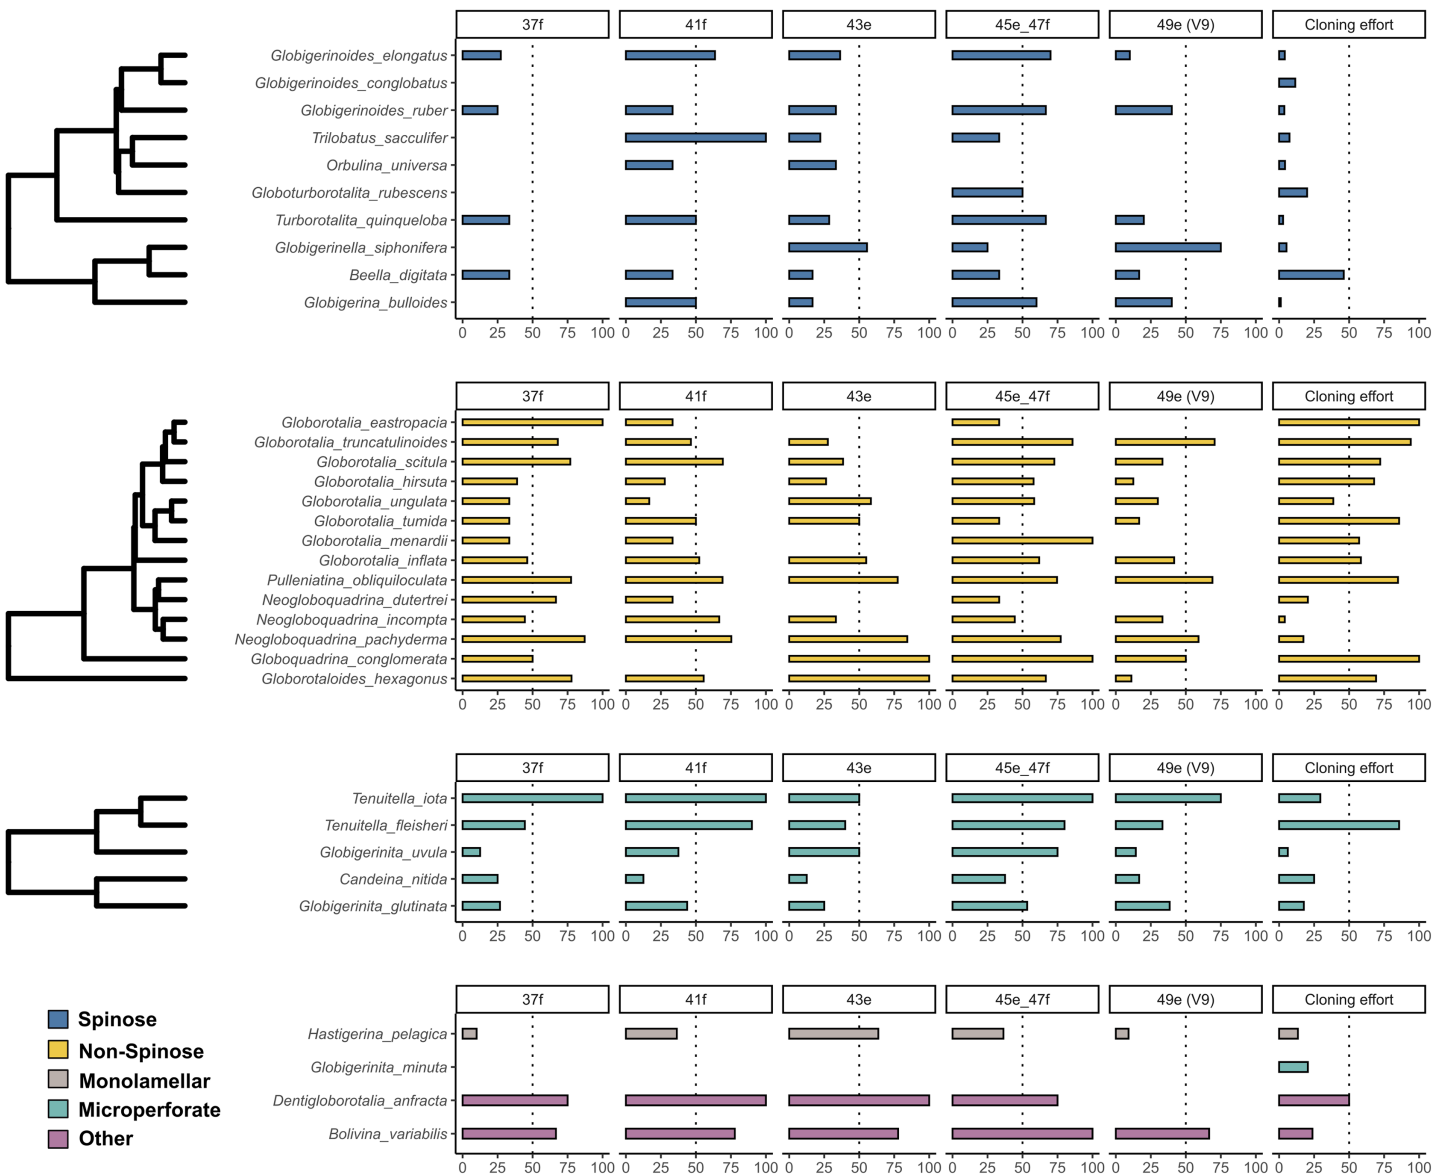 37f 41f 43e 45e_47f 49e (V9) Cloning effort
Globigerinoides_elongatus
Globigerinoides_conglobatus
Globigerinoides_ruber
Trilobatus_sacculifer
Orbulina_universa
Globoturborotalita_rubescens
Turborotalita_quinqueloba
Globigerinella_siphonifera
Beella_digitata
Globigerina_bulloides
0 25 50 75 100 0 25 50 75 100 0 25 50 75 100 0 25 50 75 100 0 25 50 75 100 0 25 50 75 100
37f 41f 43e 45e_47f 49e (V9) Cloning effort
Globorotalia_eastropacia
Globorotalia_truncatulinoides
Globorotalia_scitula
Globorotalia_hirsuta
Globorotalia_ungulata
Globorotalia_tumida
Globorotalia_menardii
Globorotalia_inflata
Pulleniatina_obliquiloculata
Neogloboquadrina_dutertrei
Neogloboquadrina_incompta
Neogloboquadrina_pachyderma
Globoquadrina_conglomerata
Globorotaloides_hexagonus
0 25 50 75 100 0 25 50 75 100 0 25 50 75 100 0 25 50 75 100 0 25 50 75 100 0 25 50 75 100
37f 41f 43e 45e_47f 49e (V9) Cloning effort
Tenuitella_iota
Tenuitella_fleisheri
Globigerinita_uvula
Candeina_nitida
Globigerinita_glutinata
0 25 50 75 100 0 25 50 75 100 0 25 50 75 100 0 25 50 75 100 0 25 50 75 100 0 25 50 75 100
37f 41f 43e 45e_47f 49e (V9) Cloning effort
Hastigerina_pelagica
Globigerinita_minuta
Dentigloborotalia_anfracta
Bolivina_variabilis
0 25 50 75 100 0 25 50 75 100 0 25 50 75 100 0 25 50 75 100 0 25 50 75 100 0 25 50 75 100
Spinose
Non-Spinose
Monolamellar
Microperforate
Other